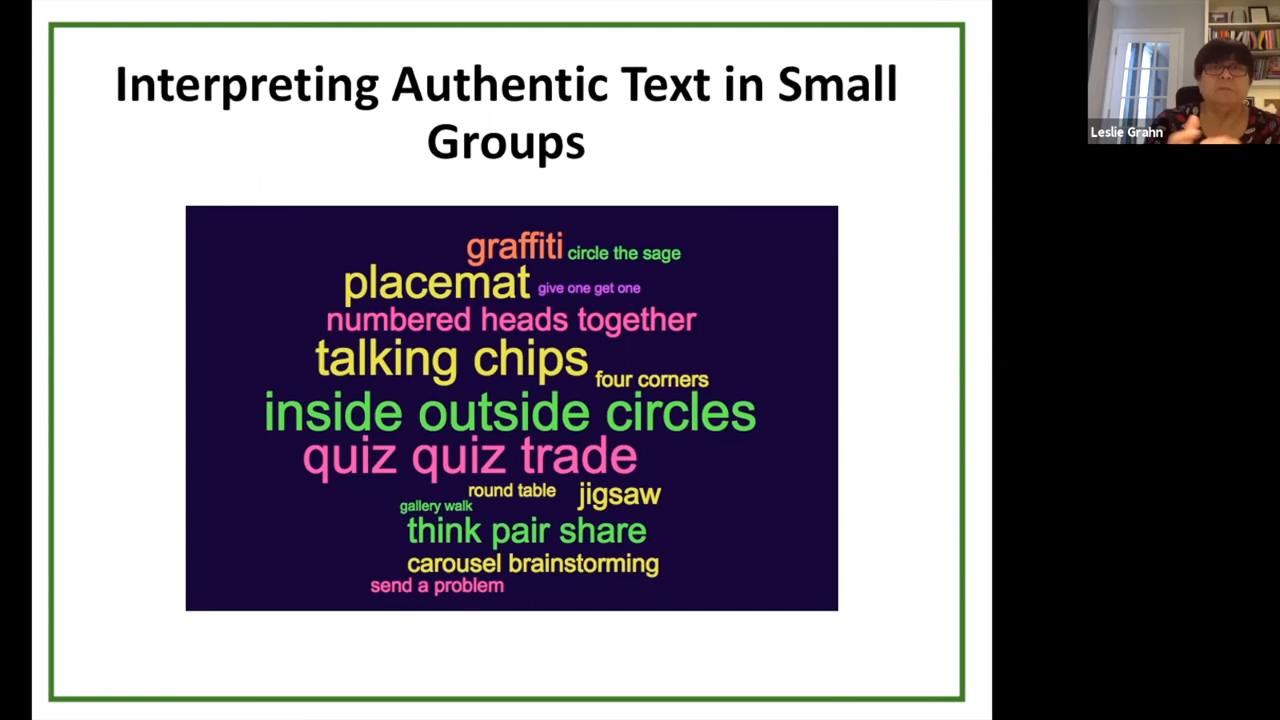 Interpreting Authentic Text in Small
Groups
Leslie Grahn
graffiti circle the sage
placemat give one get one
numbered heads together
talking chips
four corners
inside outside circles
quiz quiz trade
round table jigsaw
gallery walk
think pair share
carousel brainstorming
send a problem